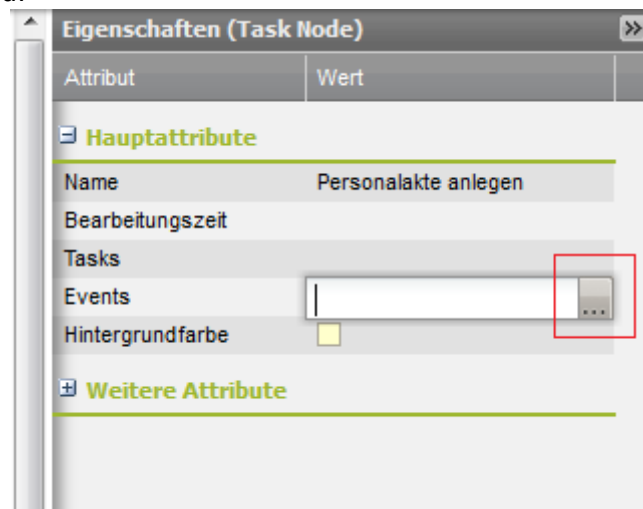 Eigenschaften (Task Node)
Attribut Wert
Hauptattribute
Name Personalakte anlegen
Bearbeitungszeit
Tasks
Events ...
Hintergrundfarbe
Weitere Attribute